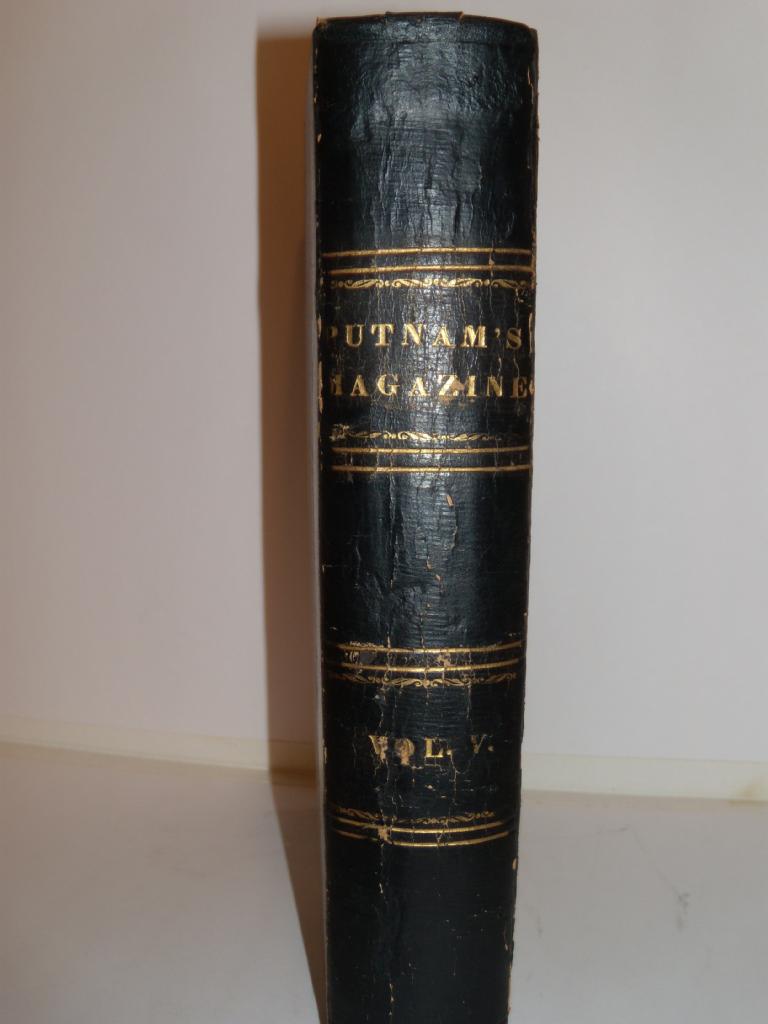 PUTNAM'S
MAGAZINE
VOL. V.